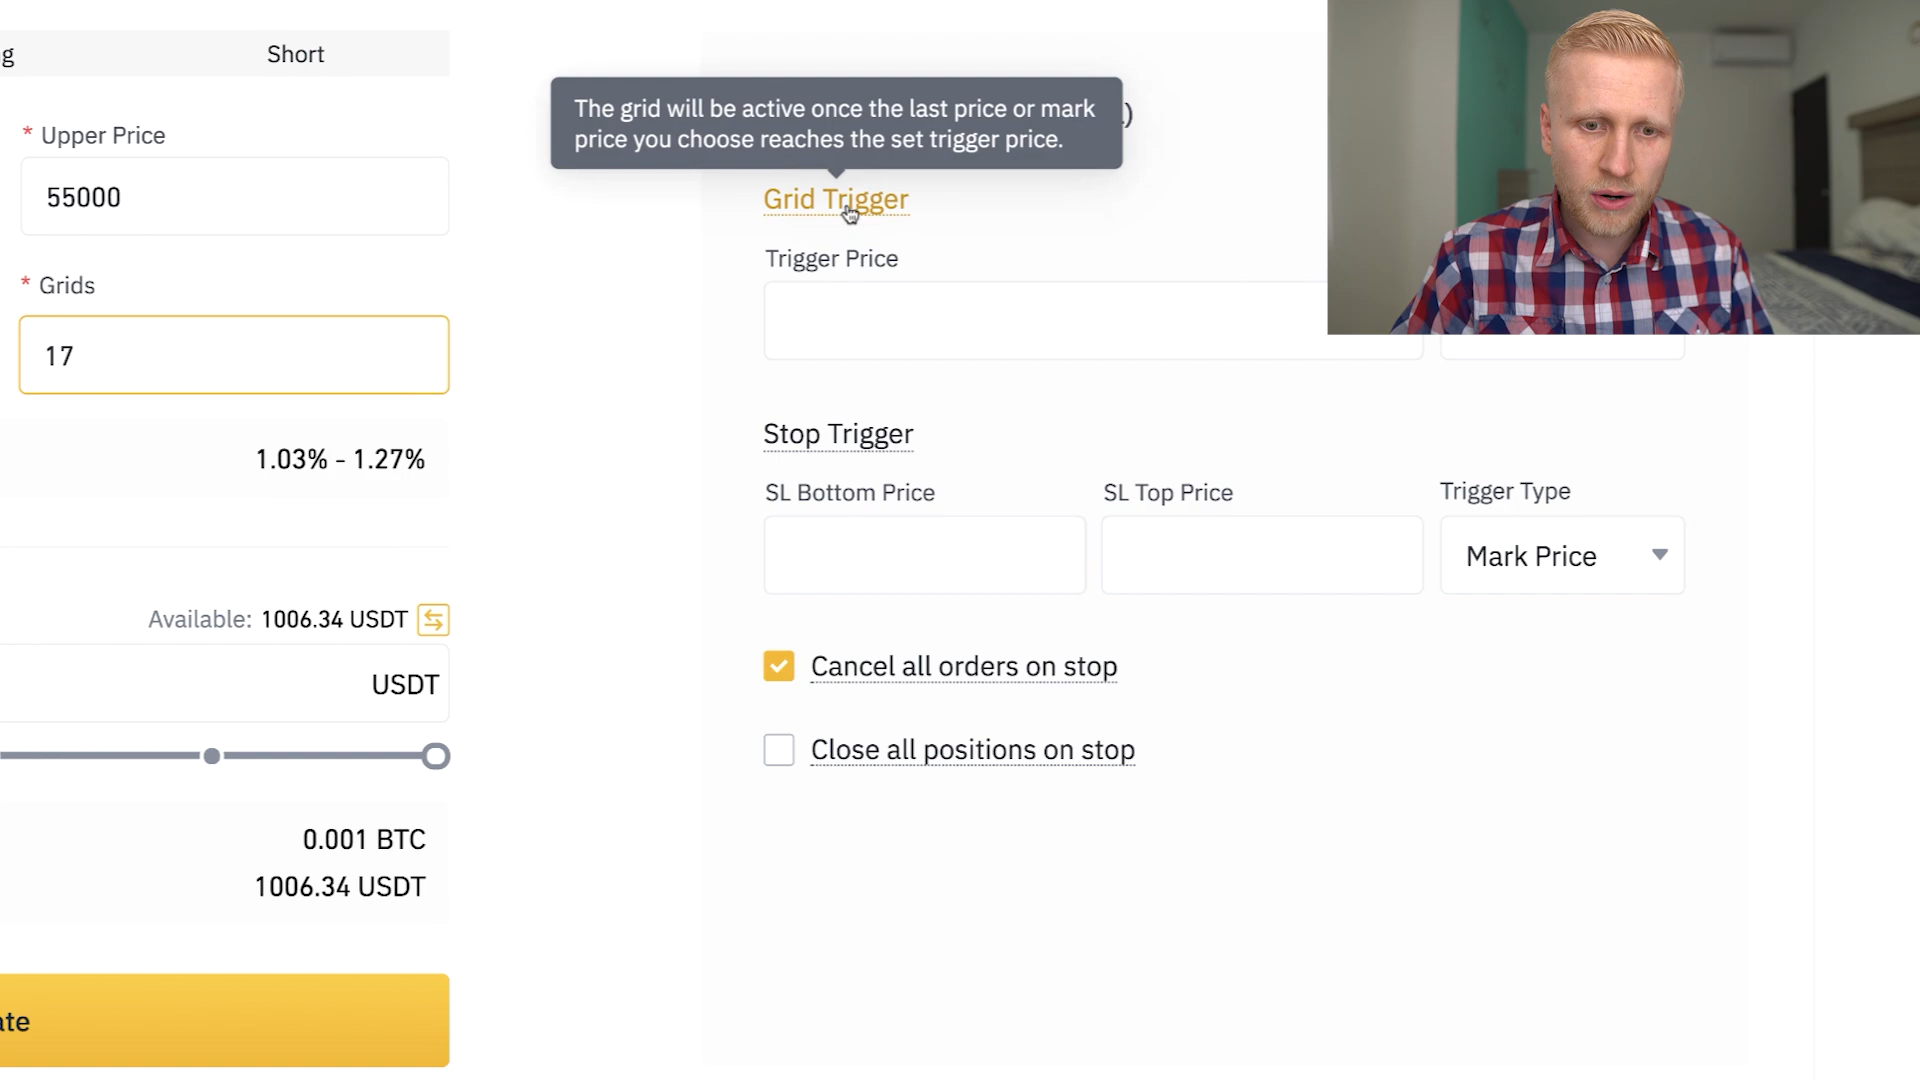 g
Short
* Upper Price
55000
* Grids
17
1.03% - 1.27%
Available: 1006.34 USDT
USDT
0.001 BTC
1006.34 USDT
ate
The grid will be active once the last price or mark
price you choose reaches the set trigger price.
)
Grid Trigger
Trigger Price
Stop Trigger
SL Bottom Price
SL Top Price
Trigger Type
Mark Price
Cancel all orders on stop
Close all positions on stop